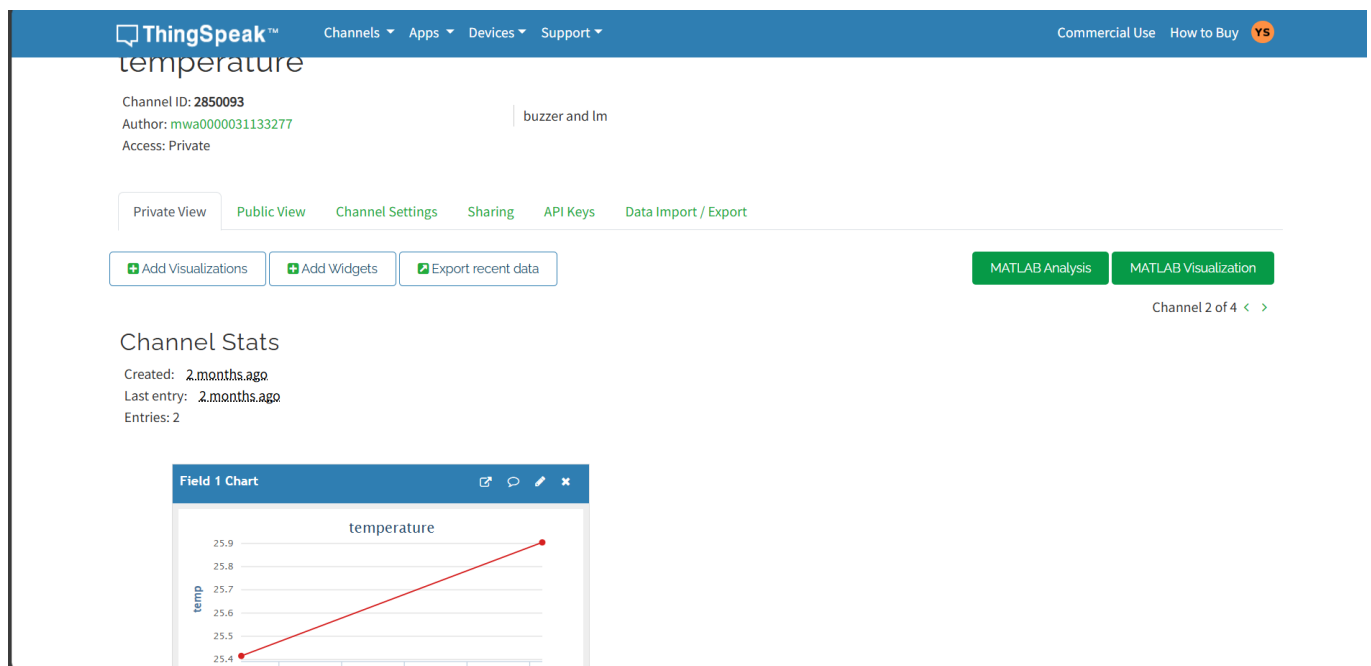 ThingSpeak™ Channels Apps Devices Support Commercial Use How to Buy YS
temperature
Channel ID: 2850093
Author: mwa0000031133277
Access: Private
buzzer and lm
Private View Public View Channel Settings Sharing API Keys Data Import / Export
Add Visualizations Add Widgets Export recent data MATLAB Analysis MATLAB Visualization
Channel 2 of 4 < >
Channel Stats
Created: 2 months ago
Last entry: 2 months ago
Entries: 2
Field 1 Chart
temperature
25.9
25.8
25.7
temp
25.6
25.5
25.4